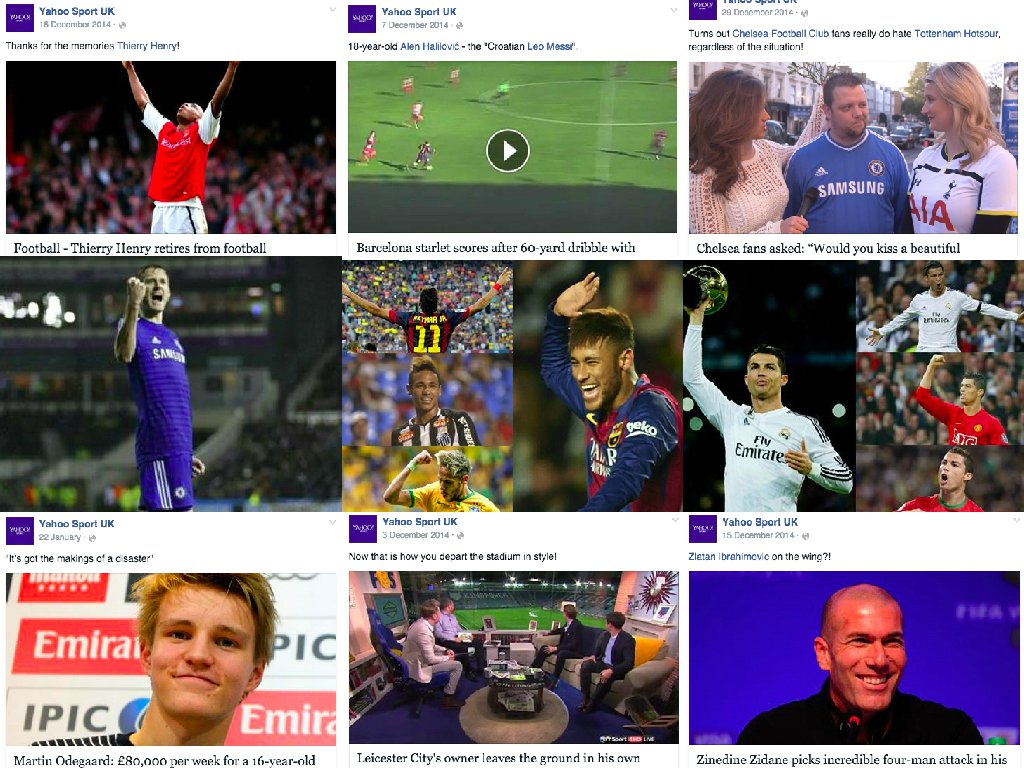 Yahoo Sport UK
16 December 2014 ·
Thanks for the memories Thierry Henry!
Football - Thierry Henry retires from football
Yahoo Sport UK
7 December 2014 ·
18-year-old Alen Halilović - the "Croatian Leo Messi".
Barcelona starlet scores after 60-yard dribble with
Yahoo Sport UK
29 December 2014 ·
Turns out Chelsea Football Club fans really do hate Tottenham Hotspur,
regardless of the situation!
SAMSUNG
AIA
Chelsea fans asked: “Would you kiss a beautiful
SAMSUNG
NEYMAR JR
11
geko
Fly
Emirates
Fly
Emirates
AIG
Yahoo Sport UK
22 January ·
"It's got the makings of a disaster"
Emira
PIC
IPIC
Emira
Martin Odegaard: £80,000 per week for a 16-year-old
Yahoo Sport UK
3 December 2014 ·
Now that is how you depart the stadium in style!
LIVE
Leicester City's owner leaves the ground in his own
Yahoo Sport UK
15 December 2014 ·
Zlatan Ibrahimovic on the wing?!
FIFA
Zinedine Zidane picks incredible four-man attack in his